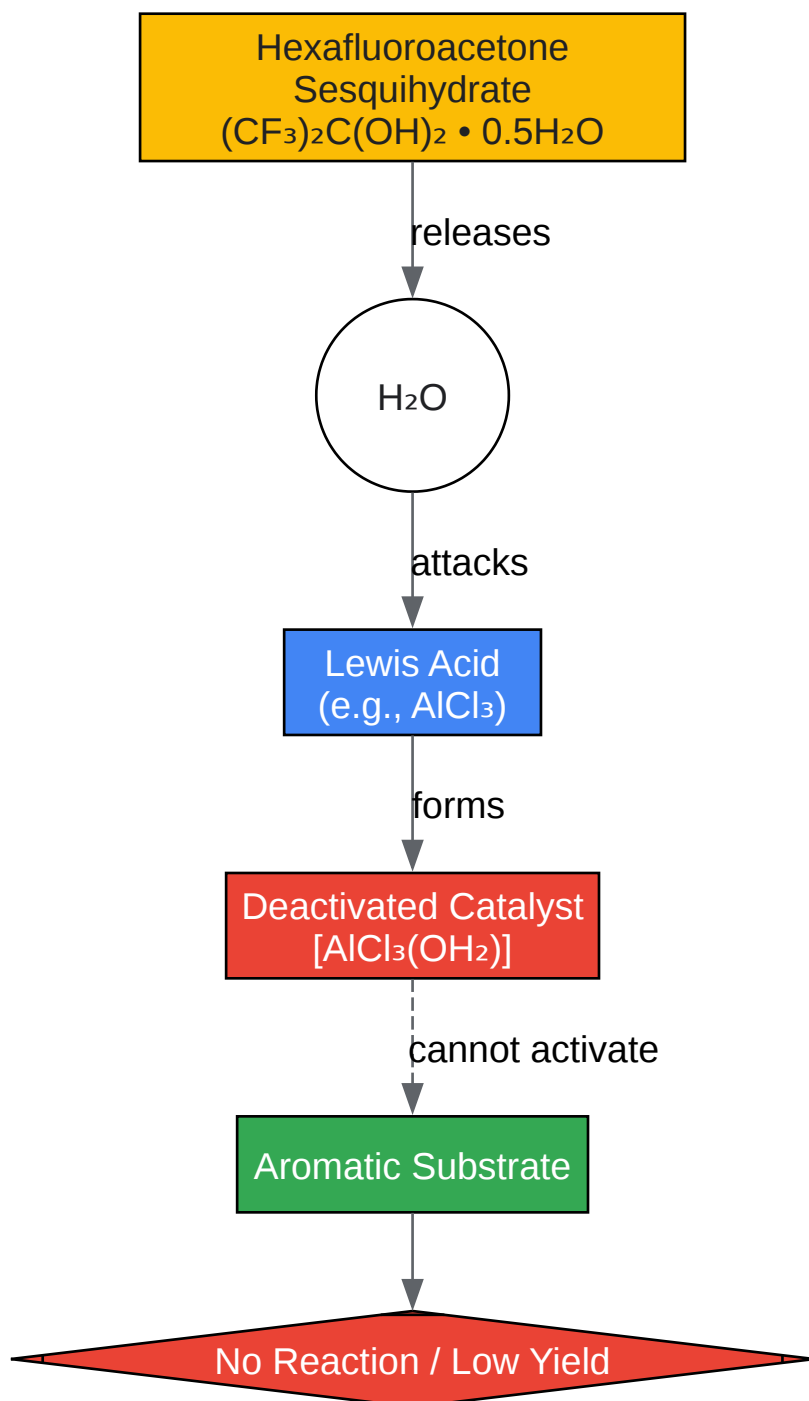 Hexafluoroacetone
Sesquihydrate
(CF₃)₂C(OH)₂ • 0.5H₂O
releases
H₂O
attacks
Lewis Acid
(e.g., AlCl₃)
forms
Deactivated Catalyst
[AlCl₃(OH₂)]
cannot activate
Aromatic Substrate
No Reaction / Low Yield